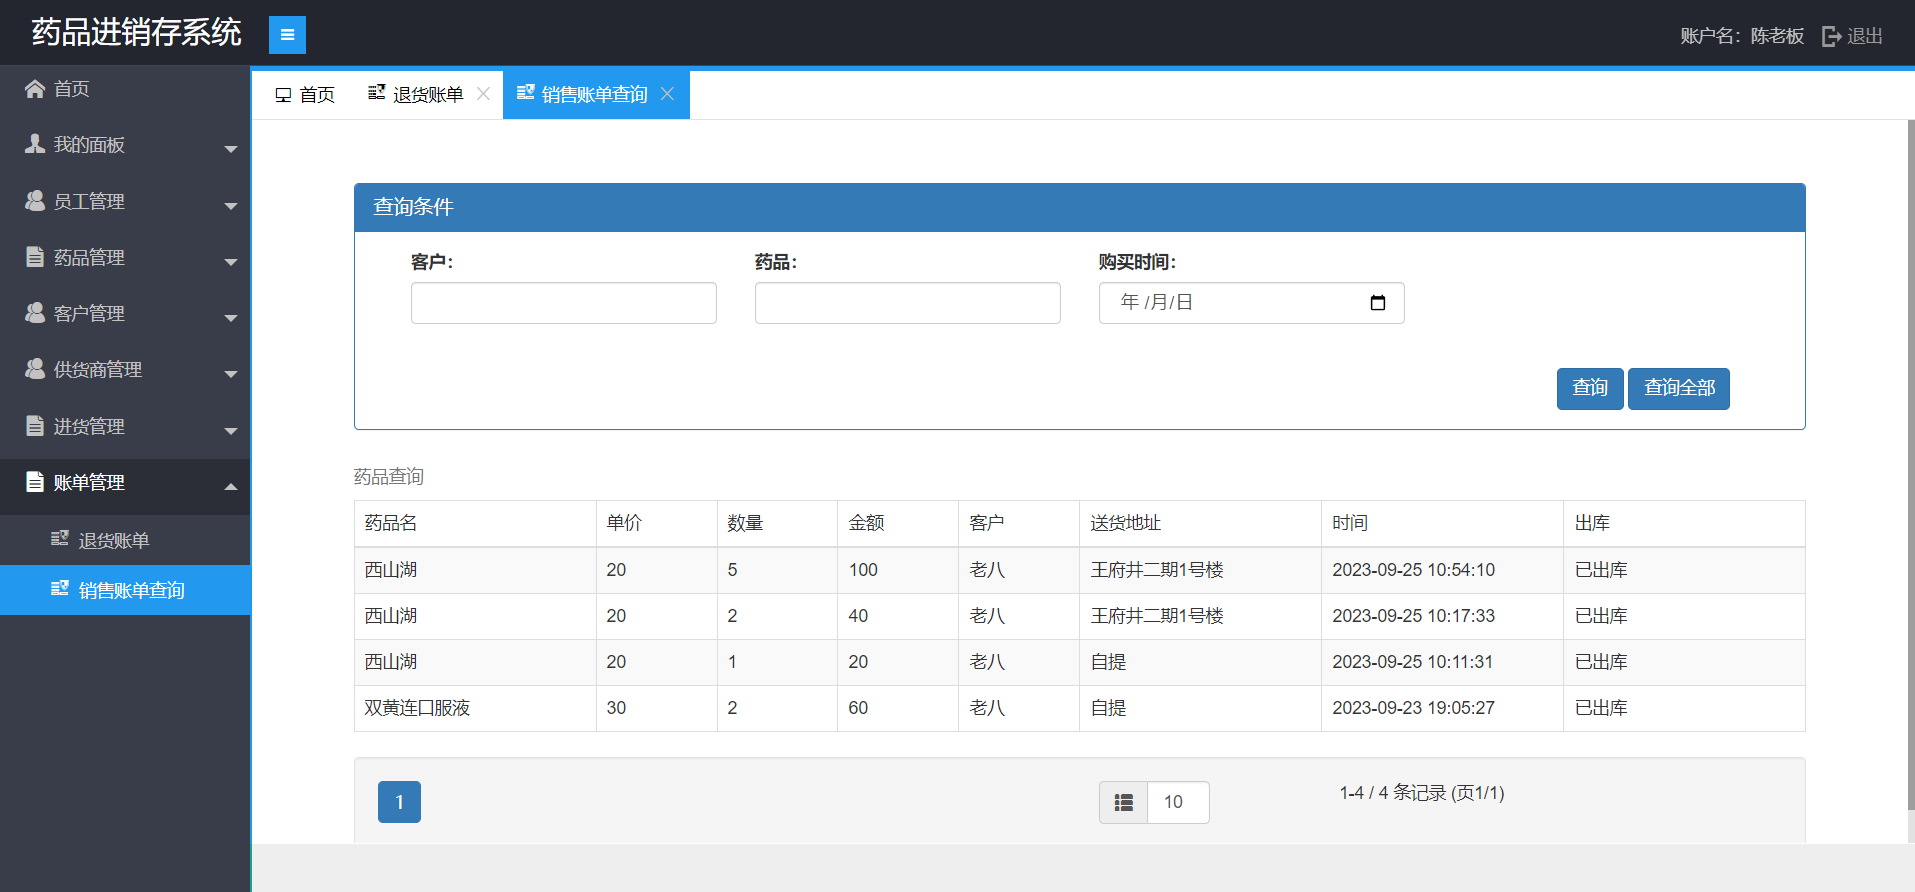 药品进销存系统
账户名：陈老板 退出
首页
我的面板
员工管理
药品管理
客户管理
供货商管理
进货管理
账单管理
退货账单
销售账单查询
首页 退货账单 销售账单查询
查询条件
客户： 药品： 购买时间：
年 /月/日
查询 查询全部
药品查询
药品名 单价 数量 金额 客户 送货地址 时间 出库
西山湖 20 5 100 老八 王府井二期1号楼 2023-09-25 10:54:10 已出库
西山湖 20 2 40 老八 王府井二期1号楼 2023-09-25 10:17:33 已出库
西山湖 20 1 20 老八 自提 2023-09-25 10:11:31 已出库
双黄连口服液 30 2 60 老八 自提 2023-09-23 19:05:27 已出库
1 10 1-4 / 4 条记录 (页1/1)